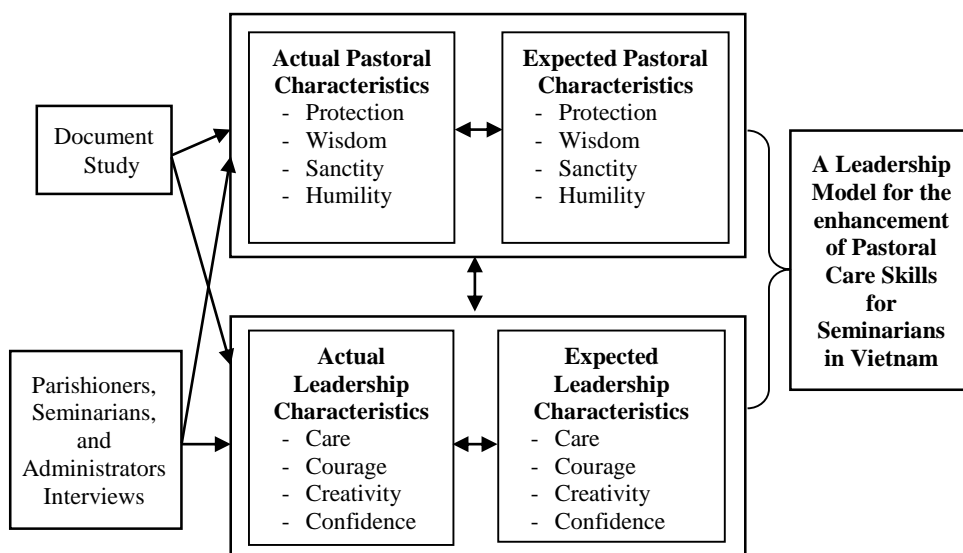 Document
Study
Parishioners,
Seminarians,
and
Administrators
Interviews
Actual Pastoral
Characteristics
- Protection
- Wisdom
- Sanctity
- Humility
Expected Pastoral
Characteristics
- Protection
- Wisdom
- Sanctity
- Humility
Actual
Leadership
Characteristics
- Care
- Courage
- Creativity
- Confidence
Expected
Leadership
Characteristics
- Care
- Courage
- Creativity
- Confidence
A Leadership
Model for the
enhancement
of Pastoral
Care Skills
for
Seminarians
in Vietnam